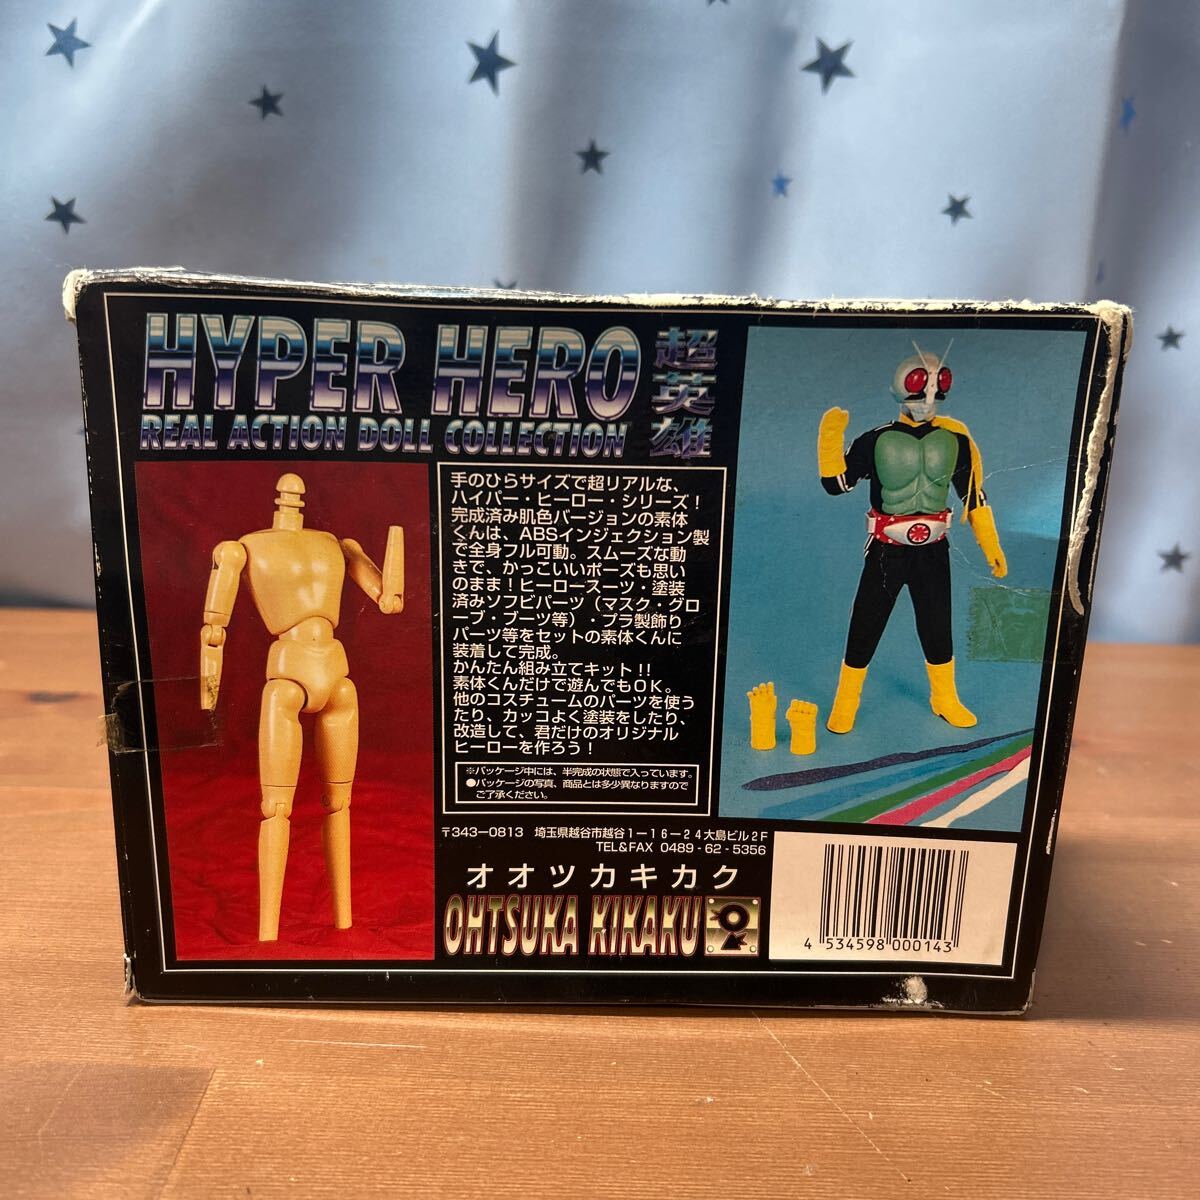 HYPER HERO
超英雄
REAL ACTION DOLL COLLECTION
手のひらサイズで超リアルな、
ハイパー・ヒーロー・シリーズ！
完成済み肌色バージョンの素体
くんは、ABSインジェクション製
で全身フル可動。スムーズな動
きで、かっこいいポーズも思い
のまま！ヒーロースーツ・塗装
済みソフビパーツ（マスク・グロ
ーブ・ブーツ等）・プラ製飾り
パーツ等をセットの素体くんに
装着して完成。
かんたん組み立てキット!!
素体くんだけで遊んでもOK。
他のコスチュームのパーツを使う
たり、カッコよく塗装をしたり、
改造して、君だけのオリジナル
ヒーローを作ろう！
※パッケージ中には、半完成の状態で入っています。
●パッケージの写真、商品とは多少異なりますので
ご了承ください。
〒343-0813 埼玉県越谷市越谷1-16-24大島ビル2F
TEL&FAX 0489-62-5356
オオツカキカク
OHTSUKA KIKAKU
4 534598 000143